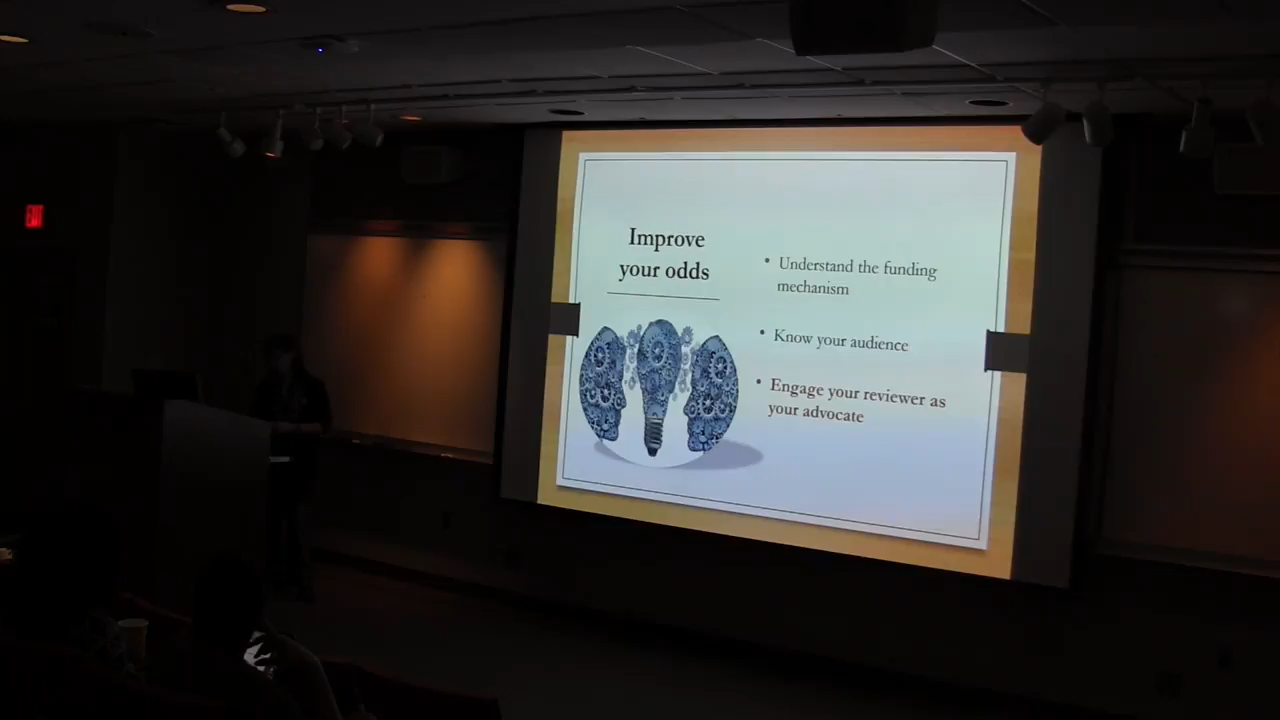 EXIT
Improve
your odds
• Understand the funding
mechanism
• Know your audience
• Engage your reviewer as
your advocate